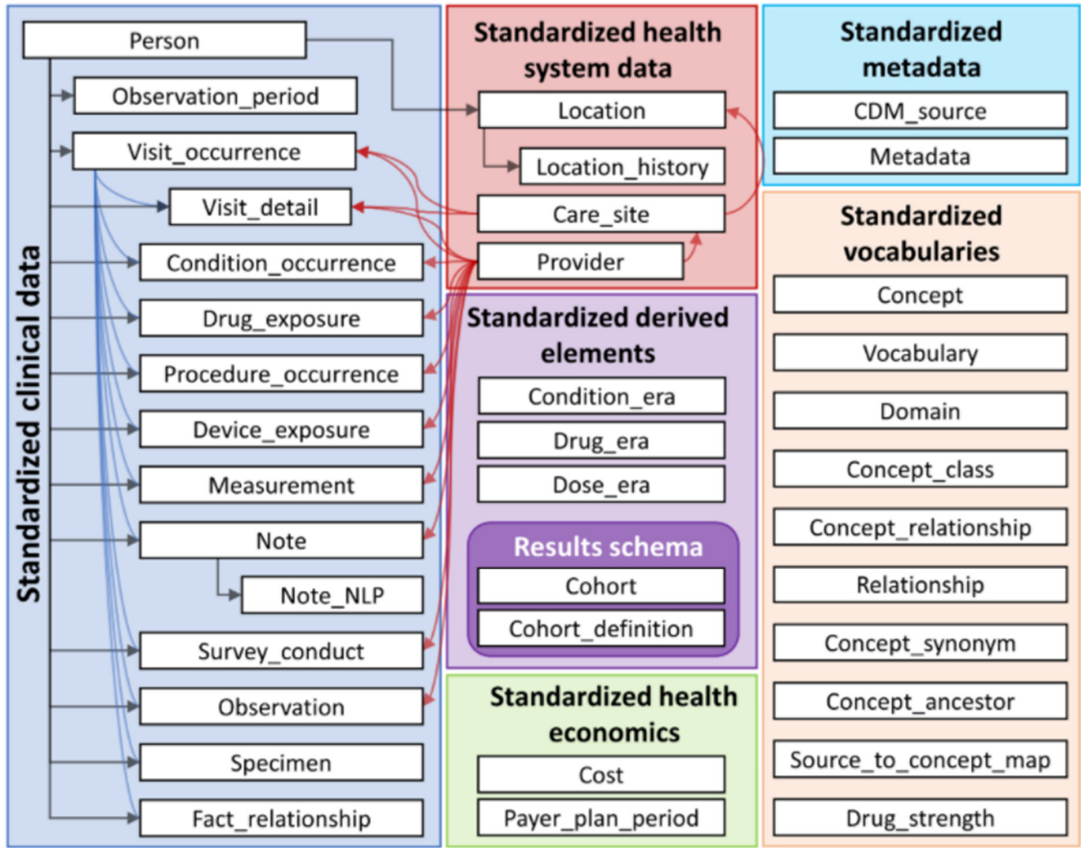 Standardized clinical data
Person
Observation_period
Visit_occurrence
Visit_detail
Condition_occurrence
Drug_exposure
Procedure_occurrence
Device_exposure
Measurement
Note
Note_NLP
Survey_conduct
Observation
Specimen
Fact_relationship
Standardized health
system data
Location
Location_history
Care_site
Provider
Standardized derived
elements
Condition_era
Drug_era
Dose_era
Results schema
Cohort
Cohort_definition
Standardized health
economics
Cost
Payer_plan_period
Standardized
metadata
CDM_source
Metadata
Standardized
vocabularies
Concept
Vocabulary
Domain
Concept_class
Concept_relationship
Relationship
Concept_synonym
Concept_ancestor
Source_to_concept_map
Drug_strength